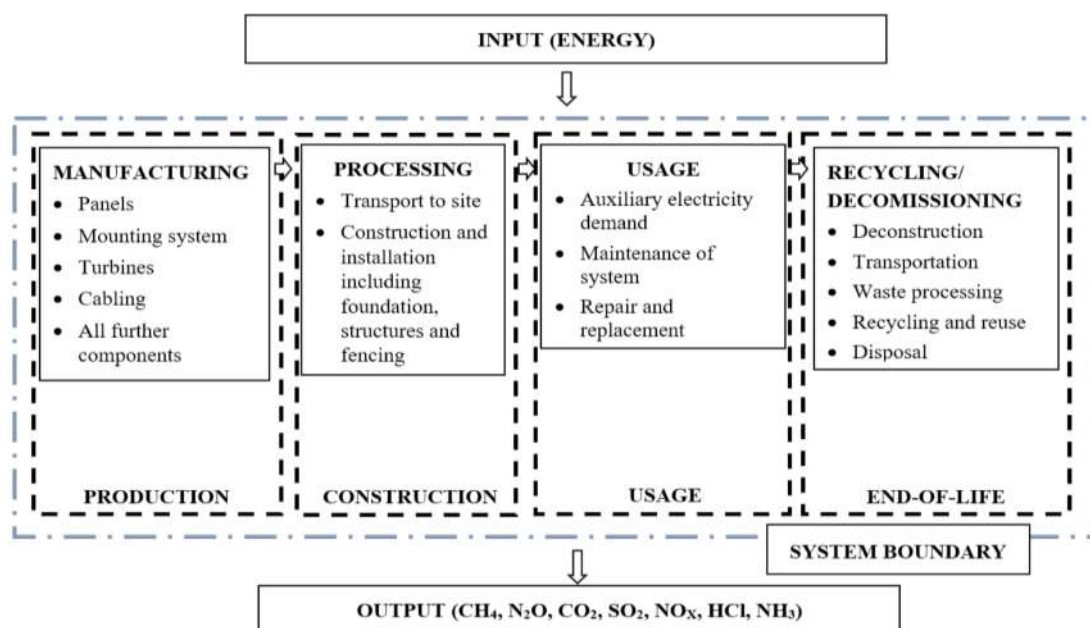 INPUT (ENERGY)
MANUFACTURING
• Panels
• Mounting system
• Turbines
• Cabling
• All further
components
PRODUCTION
PROCESSING
• Transport to site
• Construction and
installation
including
foundation,
structures and
fencing
CONSTRUCTION
USAGE
• Auxiliary electricity
demand
• Maintenance of
system
• Repair and
replacement
USAGE
RECYCLING/
DECOMISSIONING
• Deconstruction
• Transportation
• Waste processing
• Recycling and reuse
• Disposal
END-OF-LIFE
SYSTEM BOUNDARY
OUTPUT (CH₄, N₂O, CO₂, SO₂, NOₓ, HCl, NH₃)